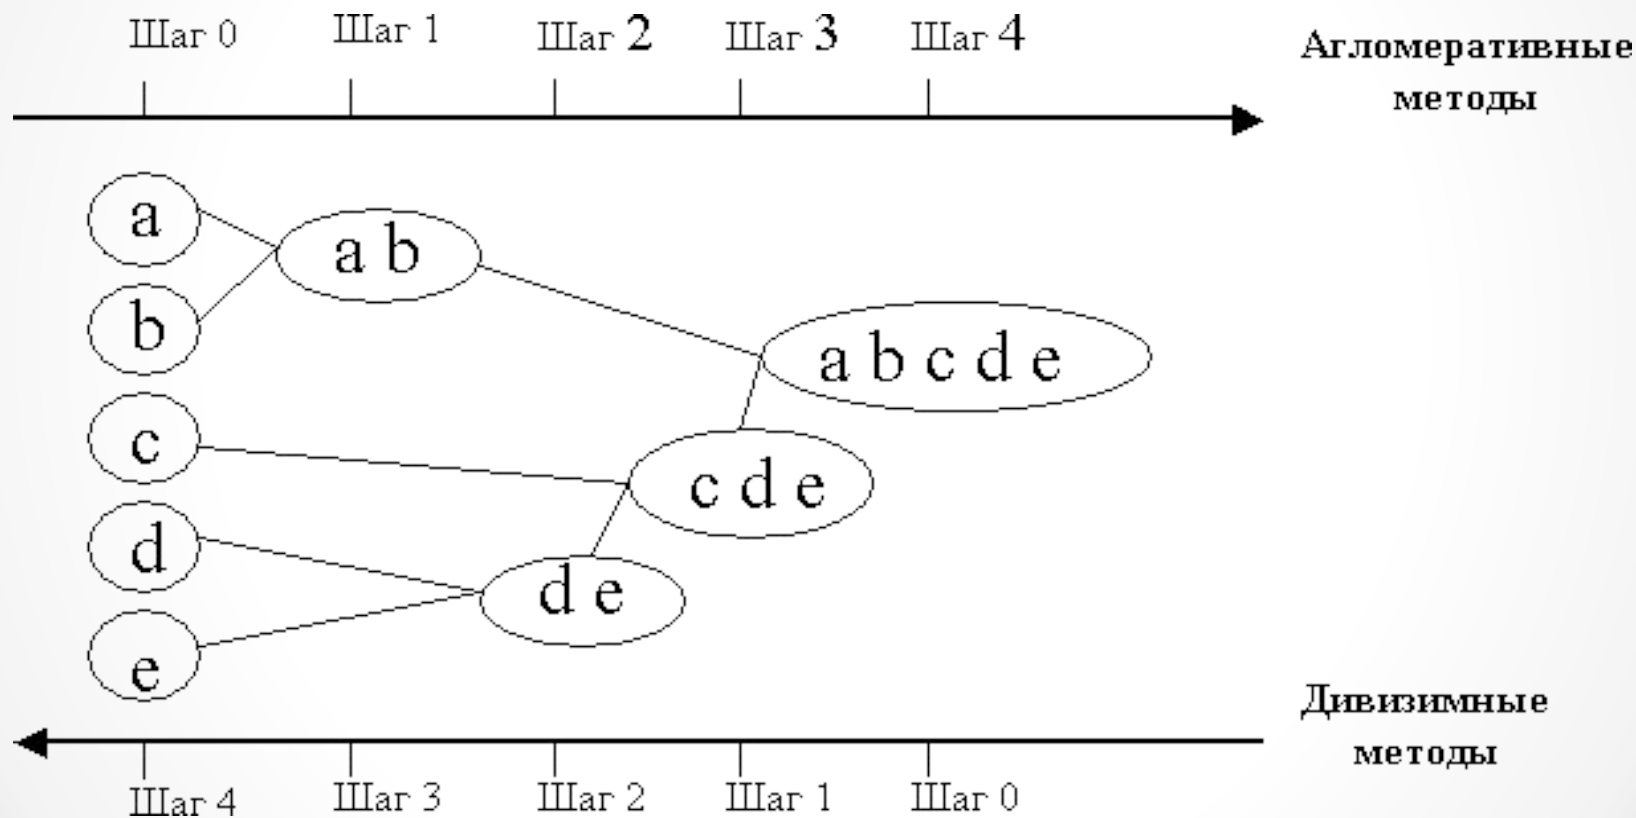 Шаг 0 Шаг 1 Шаг 2 Шаг 3 Шаг 4
Агломеративные
методы
a
a b
b
a b c d e
c
c d e
d
d e
e
Дивизимные
методы
Шаг 4 Шаг 3 Шаг 2 Шаг 1 Шаг 0